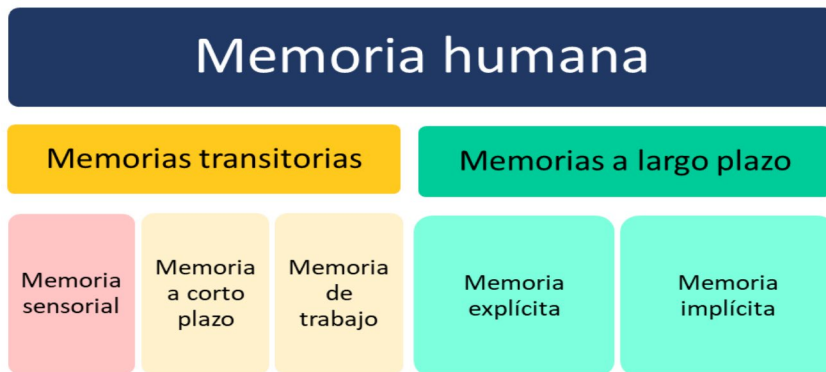 Memoria humana
Memorias transitorias
Memorias a largo plazo
Memoria
sensorial
Memoria
a corto
plazo
Memoria
de
trabajo
Memoria
explícita
Memoria
implícita